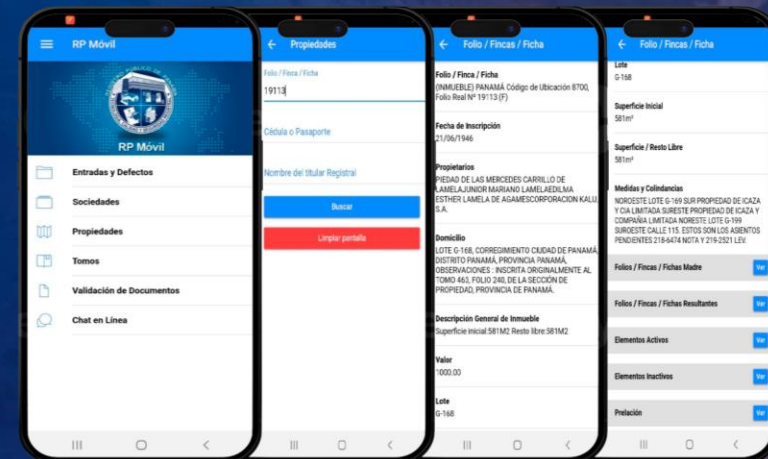 RP Móvil
RP Móvil
Entradas y Defectos
Sociedades
Propiedades
Tomos
Validación de Documentos
Chat en Línea
Propiedades
Folio / Finca / Ficha
19113
Cédula o Pasaporte
Nombre del titular Registral
Buscar
Limpiar pantalla
Folio / Fincas / Ficha
Folio / Finca / Ficha
(INMUEBLE) PANAMÁ Código de Ubicación 8700,
Folio Real Nº 19113 (F)
Fecha de Inscripción
21/06/1946
Propietarios
PIEDAD DE LAS MERCEDES CARRILLO DE
LAMELAJUNIOR MARIANO LAMELAEDILMA
ESTHER LAMELA DE AGAMESCORPORACION KALU,
S.A.
Domicilio
LOTE G-168, CORREGIMIENTO CIUDAD DE PANAMÁ,
DISTRITO PANAMÁ, PROVINCIA PANAMÁ,
OBSERVACIONES : INSCRITA ORIGINALMENTE AL
TOMO 463, FOLIO 240, DE LA SECCIÓN DE
PROPIEDAD, PROVINCIA DE PANAMÁ.
Descripción General de Inmueble
Superficie inicial:581M2 Resto libre:581M2
Valor
1000.00
Lote
G-168
Folio / Fincas / Ficha
Lote
G-168
Superficie Inicial
581m²
Superficie / Resto Libre
581m²
Medidas y Colindancias
NOROESTE LOTE G-169 SUR PROPIEDAD DE ICAZA
Y CIA LIMITADA SURESTE PROPIEDAD DE ICAZA Y
COMPAÑIA LIMITADA NORESTE LOTE G-199
SUROESTE CALLE 115. ESTOS SON LOS ASIENTOS
PENDIENTES 218-6474 NOTA Y 219-2521 LEV.
Folios / Fincas / Fichas Madre
Ver
Folios / Fincas / Fichas Resultantes
Ver
Elementos Activos
Ver
Elementos Inactivos
Ver
Prelación
Ver